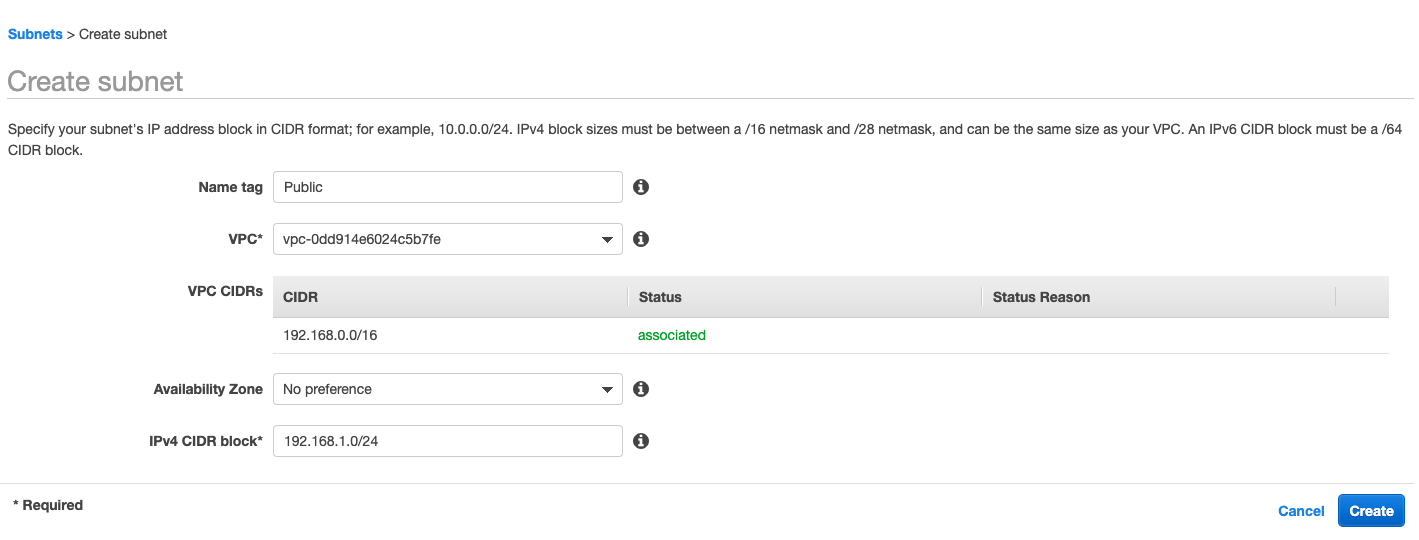 Subnets > Create subnet
Create subnet
Specify your subnet's IP address block in CIDR format; for example, 10.0.0.0/24. IPv4 block sizes must be between a /16 netmask and /28 netmask, and can be the same size as your VPC. An IPv6 CIDR block must be a /64
CIDR block.
Name tag Public
VPC* vpc-0dd914e6024c5b7fe
VPC CIDRs CIDR Status Status Reason
192.168.0.0/16 associated
Availability Zone No preference
IPv4 CIDR block* 192.168.1.0/24
* Required
Cancel Create